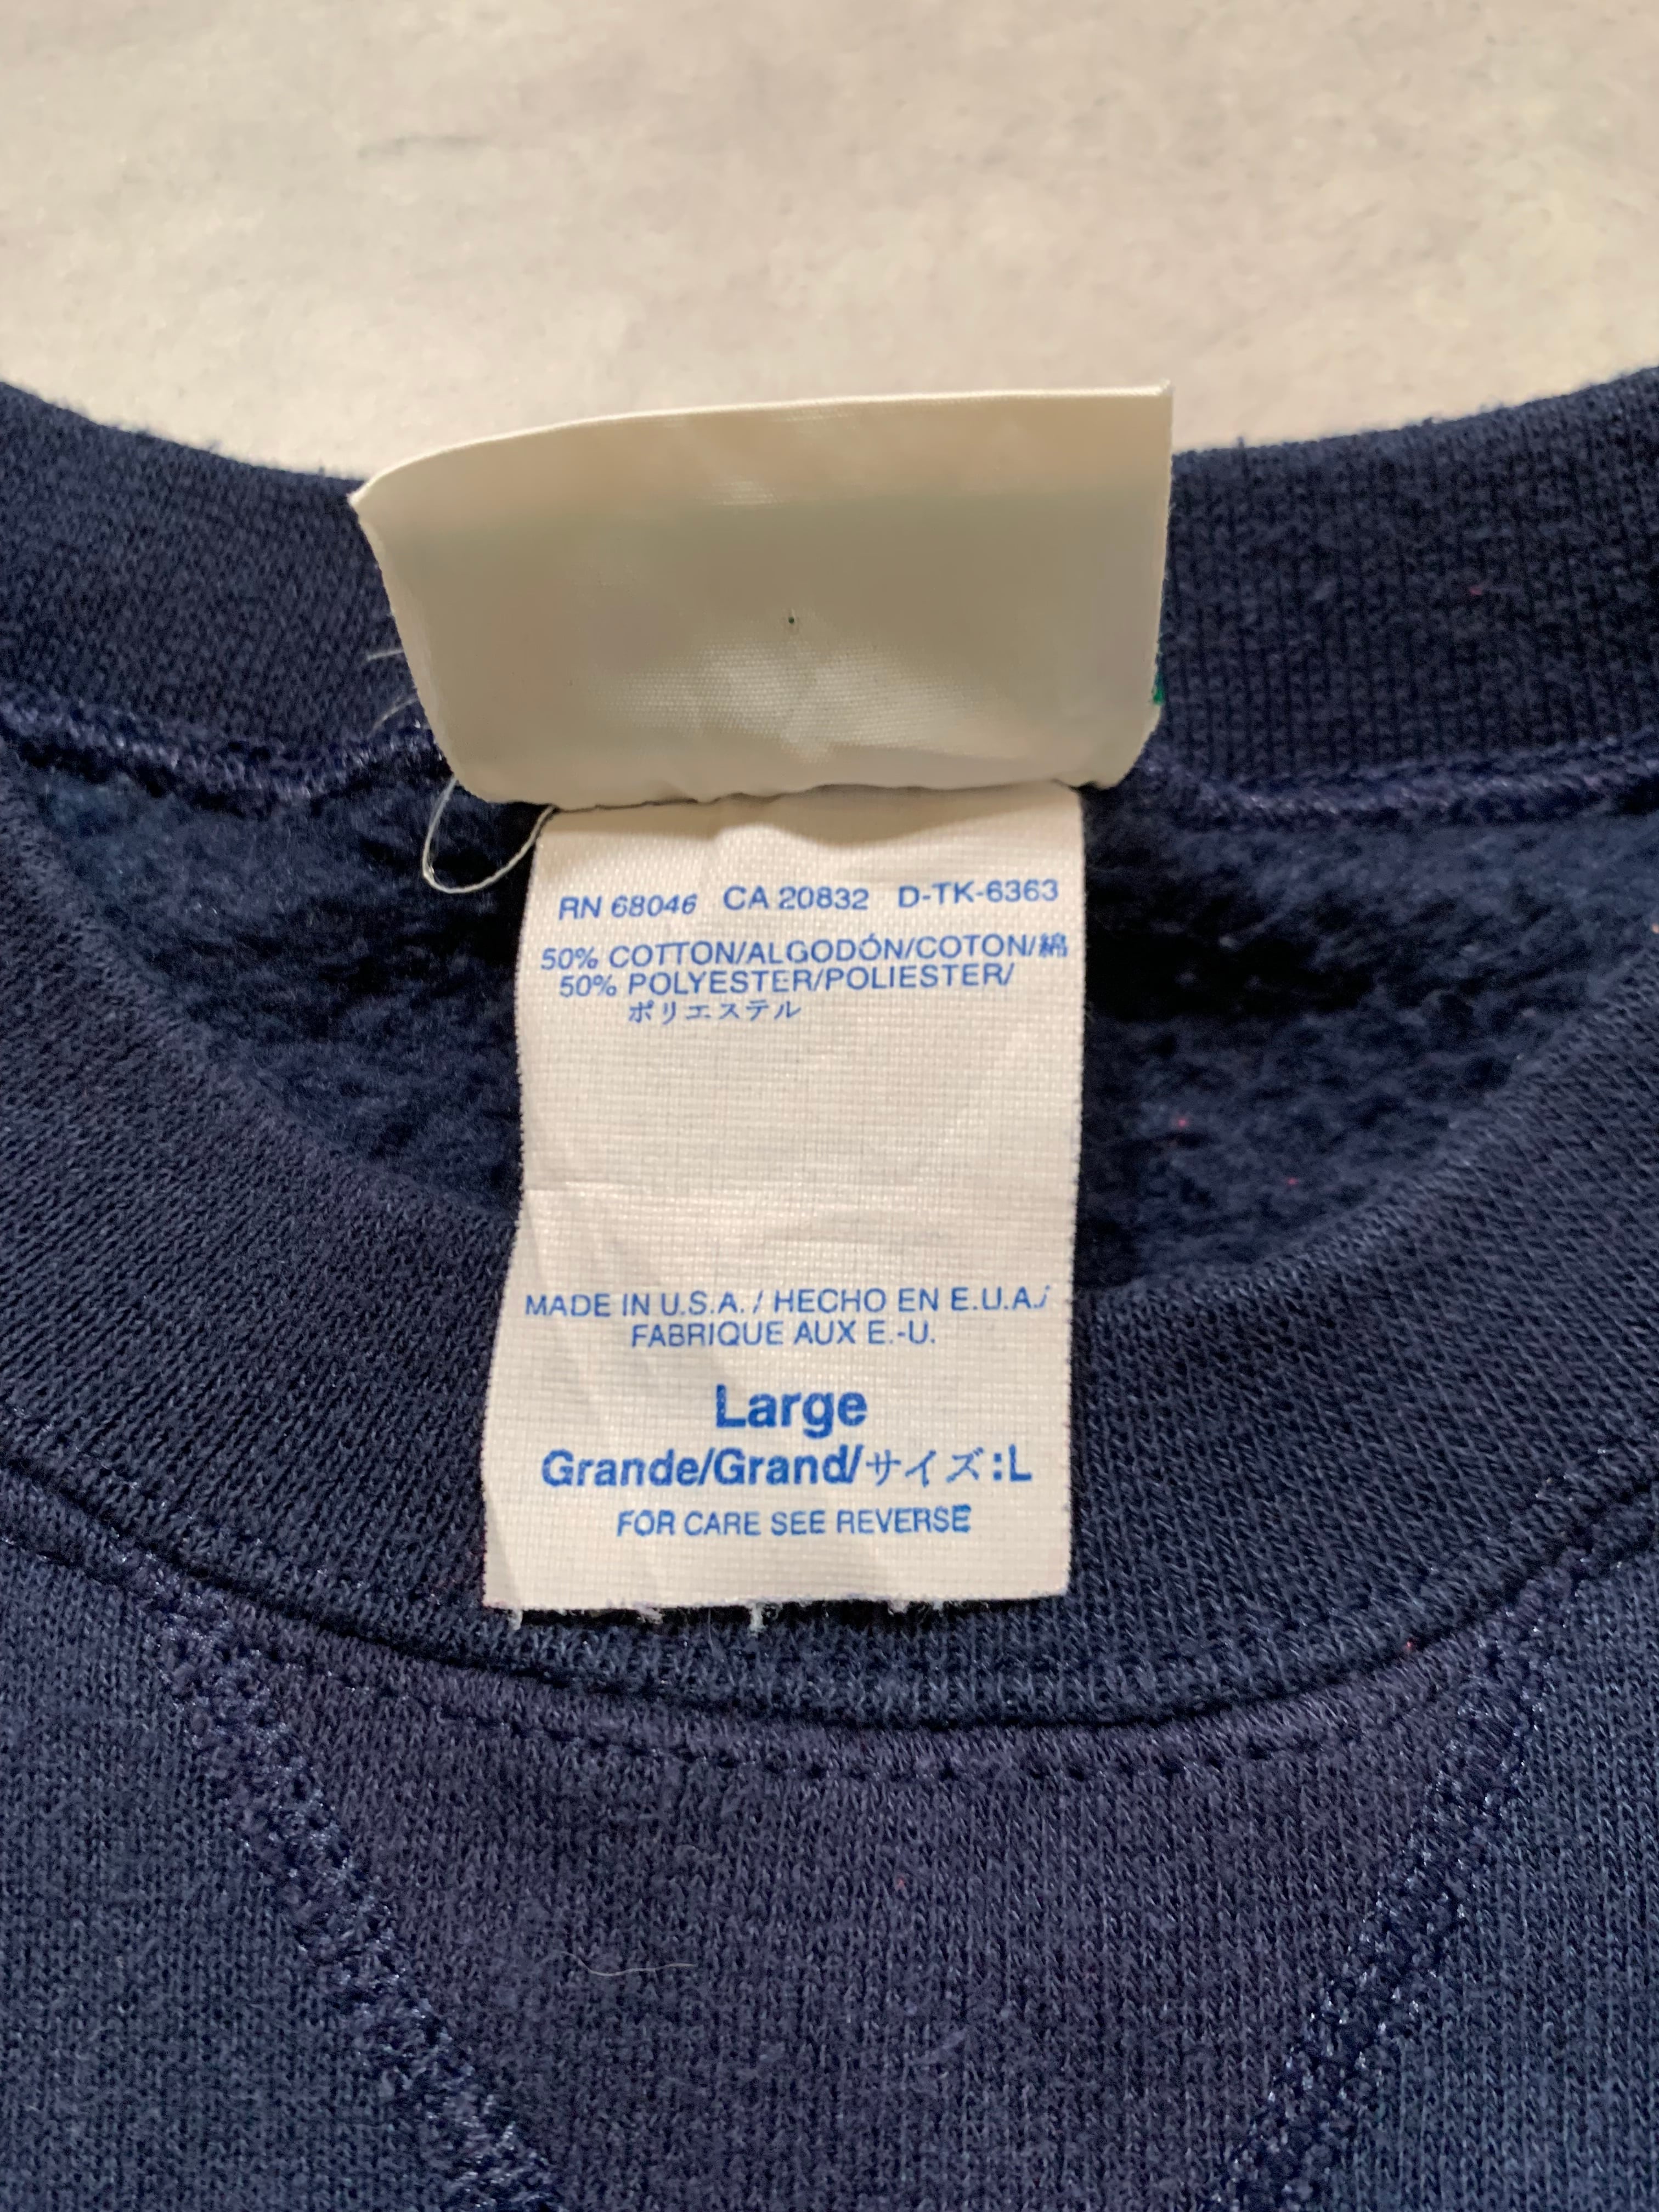 RN 68046 CA 20832 D-TK-6363
50% COTTON/ALGODÓN/COTON/綿
50% POLYESTER/POLIESTER/
ポリエステル
MADE IN U.S.A. / HECHO EN E.U.A./
FABRIQUE AUX E.-U.
Large
Grande/Grand/サイズ:L
FOR CARE SEE REVERSE